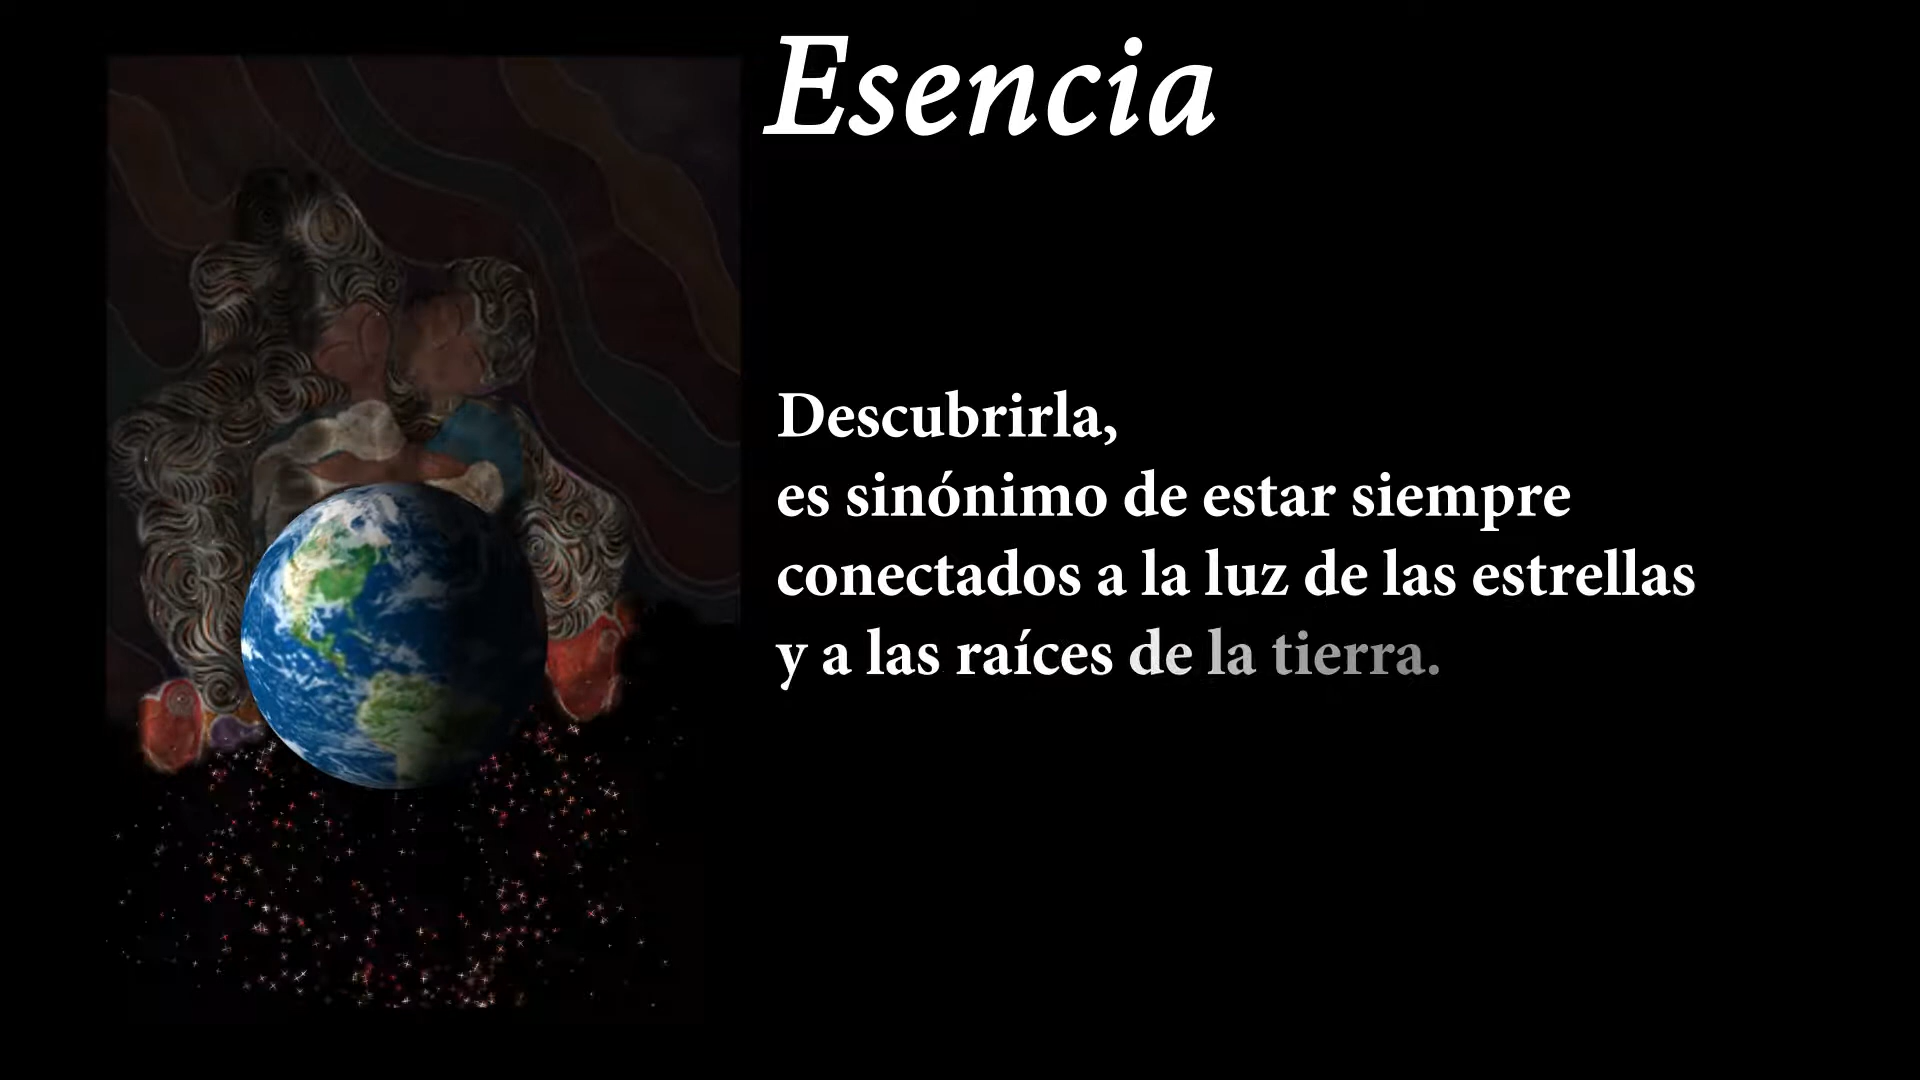 Esencia
Descubrirla,
es sinónimo de estar siempre
conectados a la luz de las estrellas
y a las raíces de la tierra.